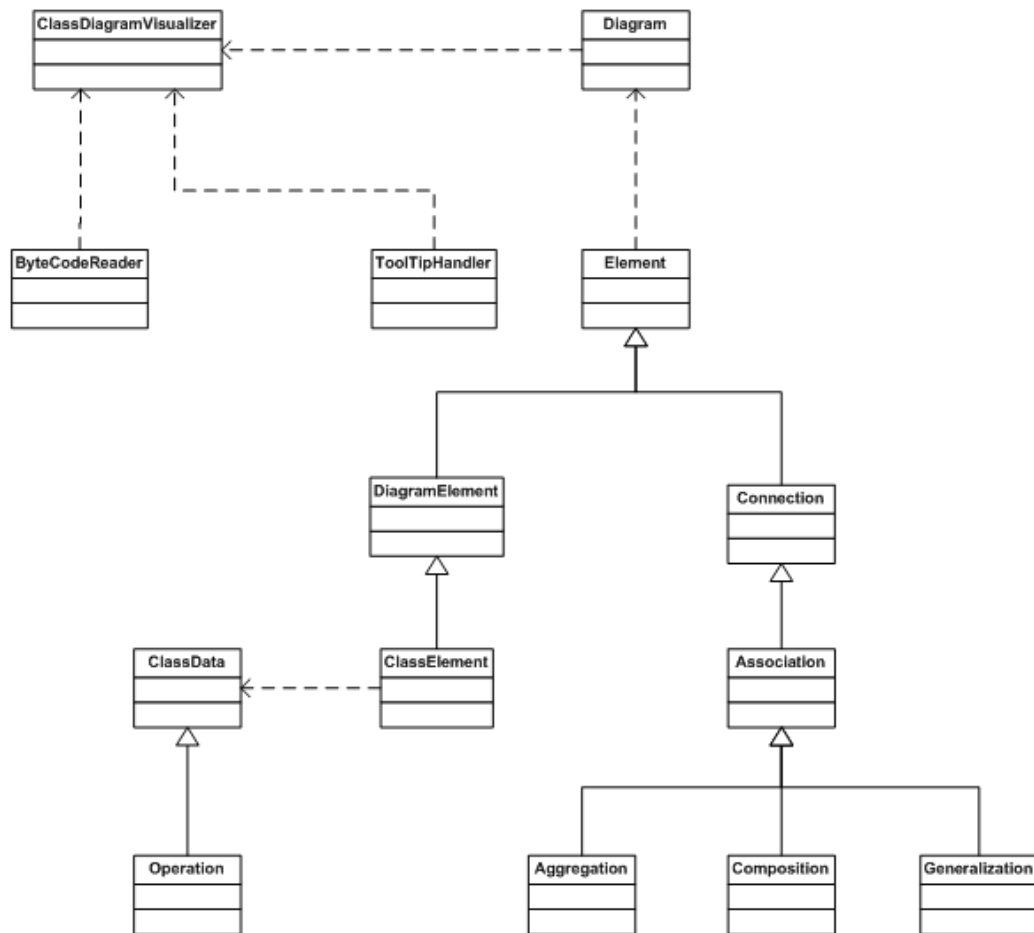 ClassDiagramVisualizer
Diagram
ByteCodeReader
ToolTipHandler
Element
DiagramElement
Connection
ClassData
ClassElement
Association
Operation
Aggregation
Composition
Generalization